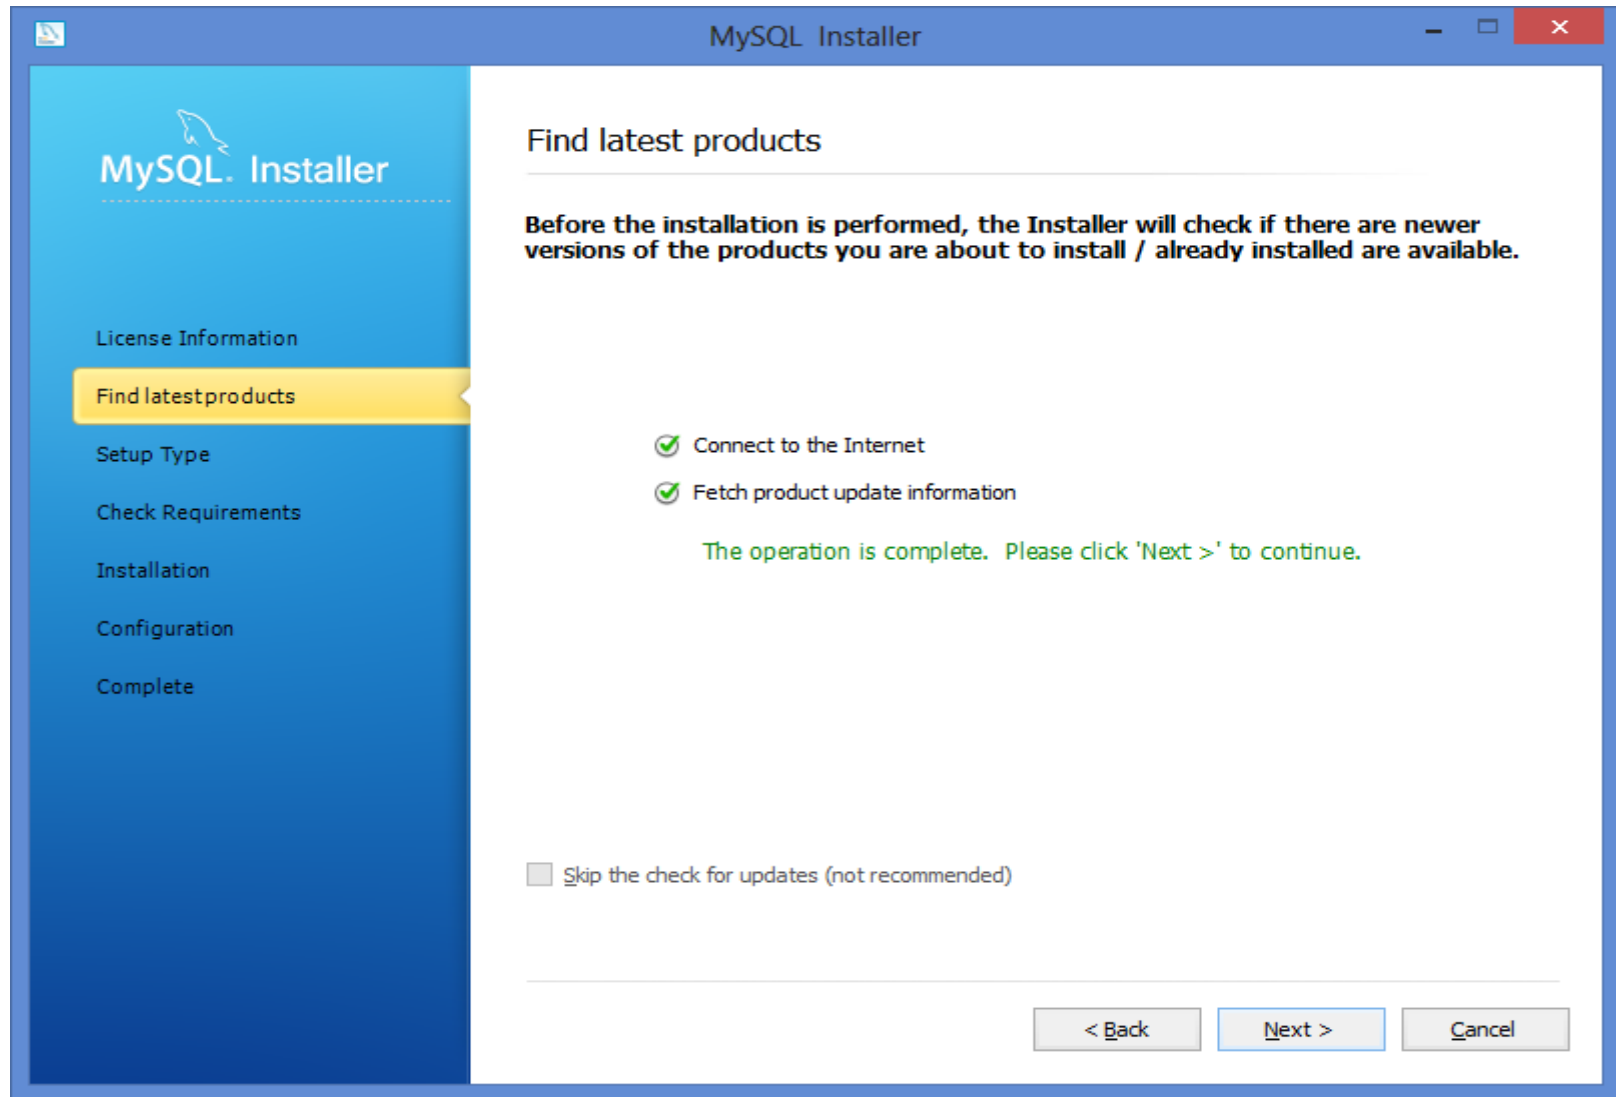 MySQL Installer
MySQL. Installer
License Information
Find latest products
Setup Type
Check Requirements
Installation
Configuration
Complete
Find latest products
Before the installation is performed, the Installer will check if there are newer
versions of the products you are about to install / already installed are available.
Connect to the Internet
Fetch product update information
The operation is complete. Please click 'Next >' to continue.
Skip the check for updates (not recommended)
< Back
Next >
Cancel